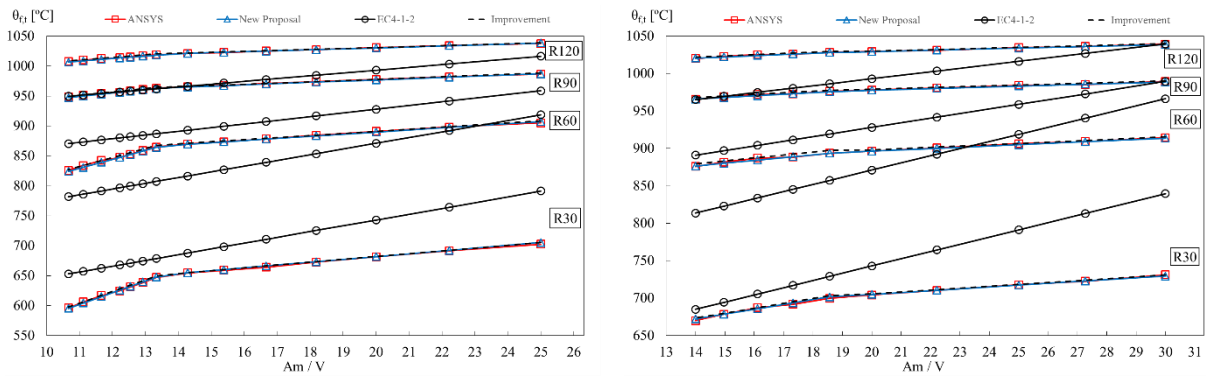 θf,t [ºC]
ANSYS New Proposal EC4-1-2 Improvement
1050
1000
950
900
850
800
750
700
650
600
550
R120
R90
R60
R30
10 11 12 13 14 15 16 17 18 19 20 21 22 23 24 25 26
Am / V
θf,t [ºC]
ANSYS New Proposal EC4-1-2 Improvement
1050
1000
950
900
850
800
750
700
650
R120
R90
R60
R30
13 14 15 16 17 18 19 20 21 22 23 24 25 26 27 28 29 30 31
Am / V